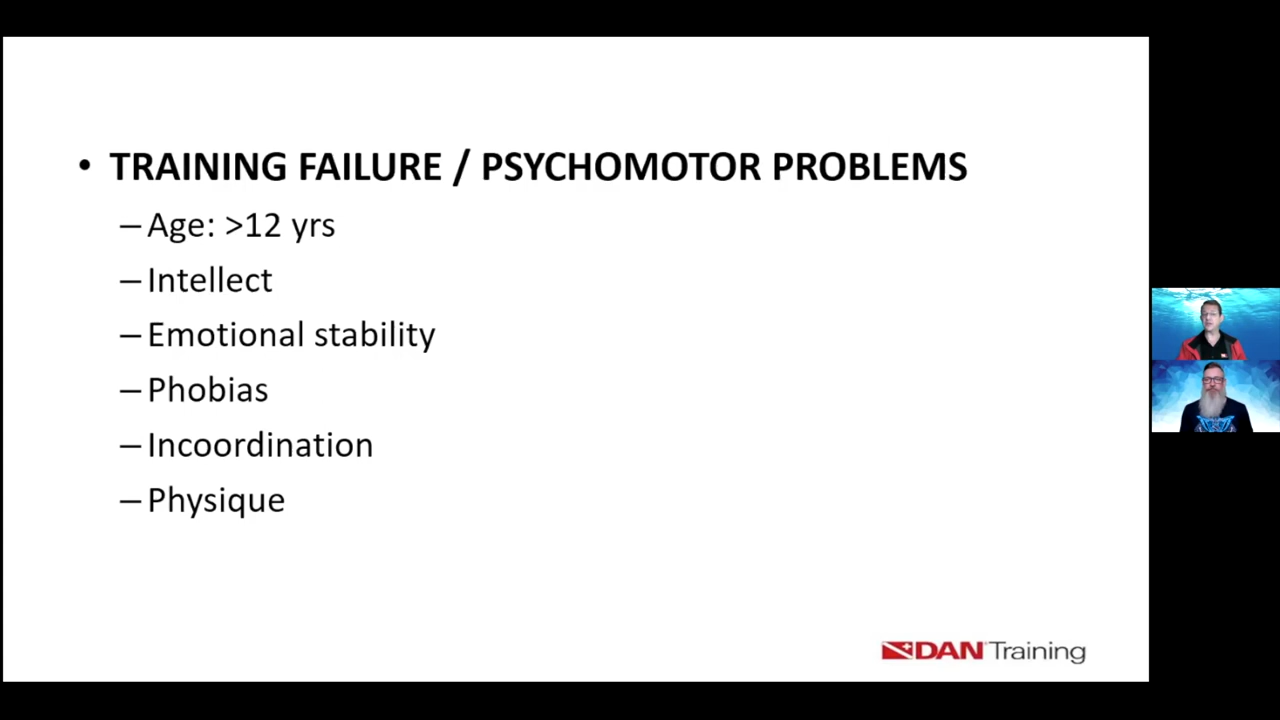 • TRAINING FAILURE / PSYCHOMOTOR PROBLEMS
– Age: >12 yrs
– Intellect
– Emotional stability
– Phobias
– Incoordination
– Physique
DAN Training